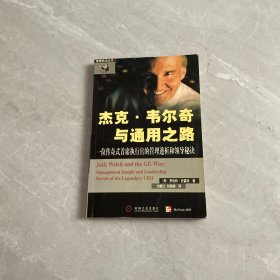 杰克·韦尔奇
与通用之路
一位传奇式首席执行官的管理透析和领导秘诀
Jack Welch and the GE Way:
Management Insight and Leadership
Secrets of the Legendary CEO
机械工业出版社
McGraw-Hill